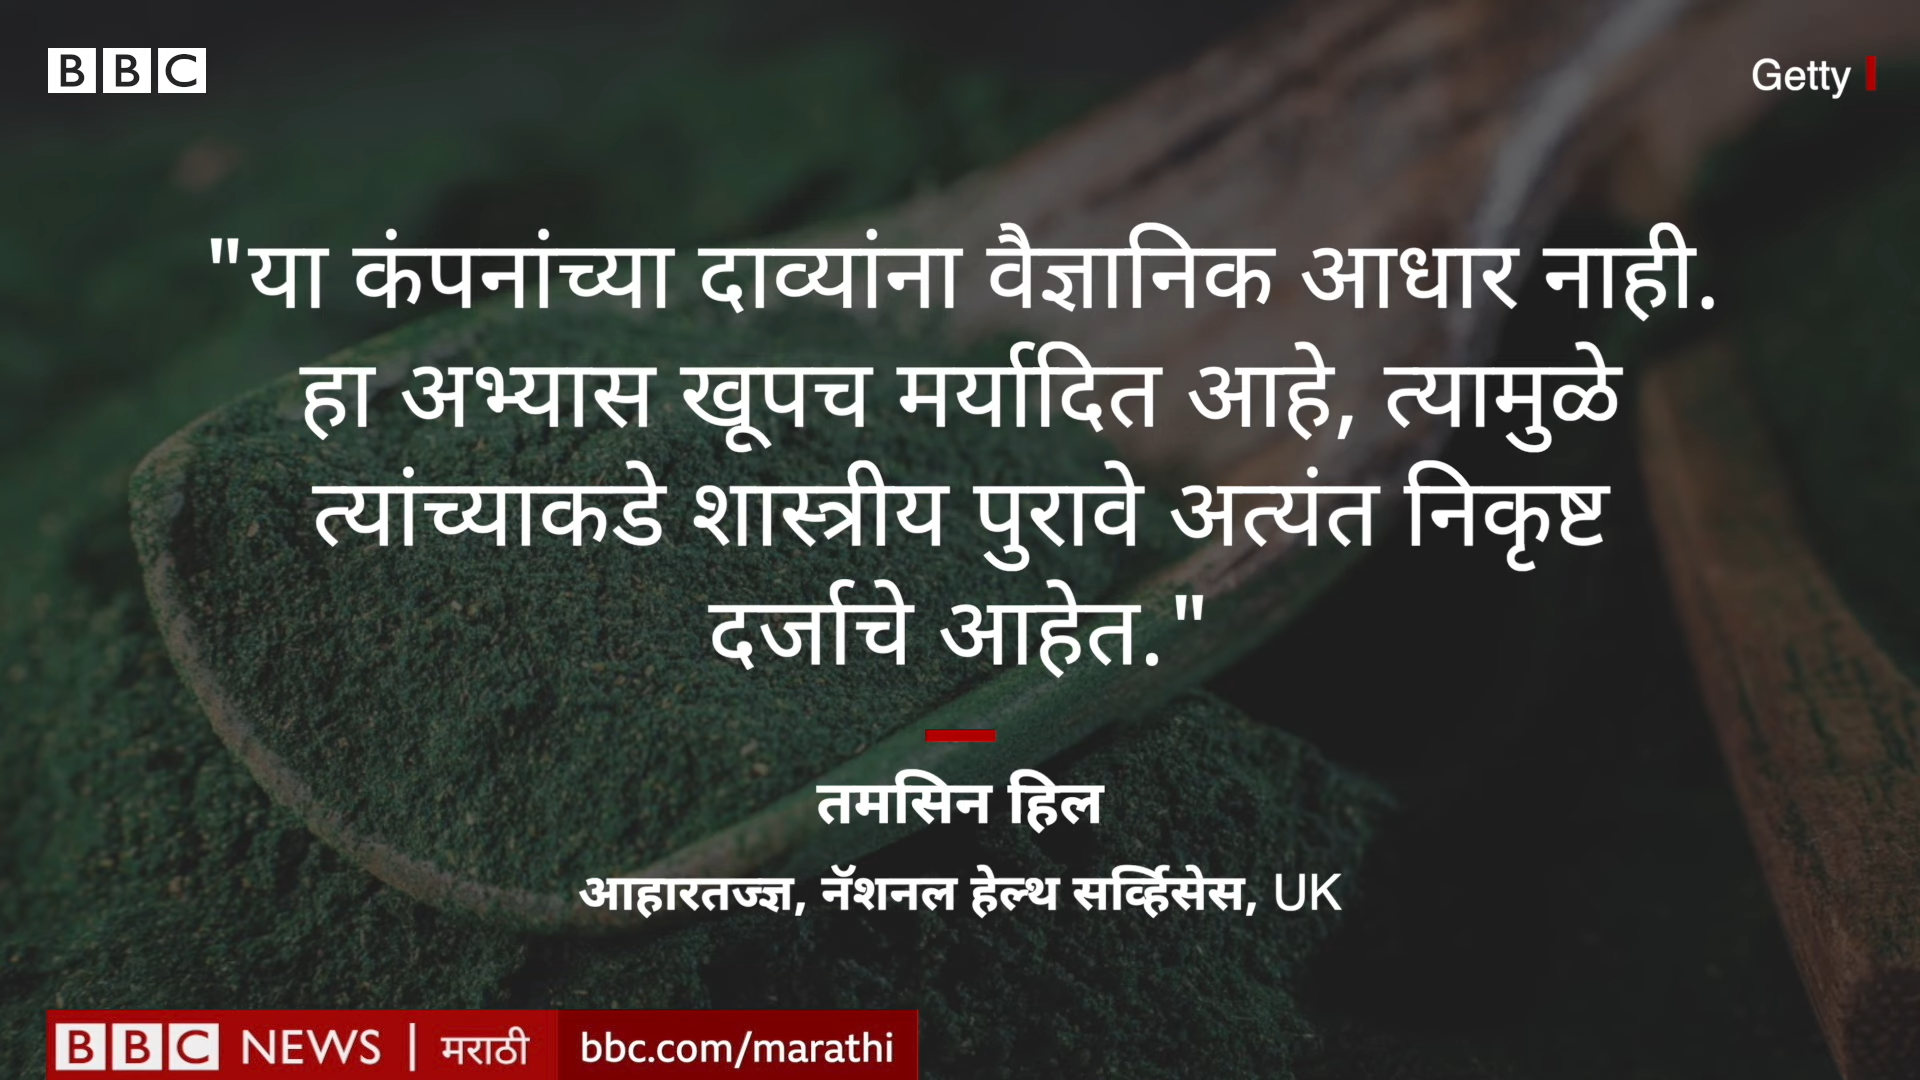 BBC
Getty
"या कंपनांच्या दाव्यांना वैज्ञानिक आधार नाही.
हा अभ्यास खूपच मर्यादित आहे, त्यामुळे
त्यांच्याकडे शास्त्रीय पुरावे अत्यंत निकृष्ट
दर्जाचे आहेत."
तमसिन हिल
आहारतज्ज्ञ, नॅशनल हेल्थ सर्व्हिसेस, UK
BBC NEWS | मराठी bbc.com/marathi